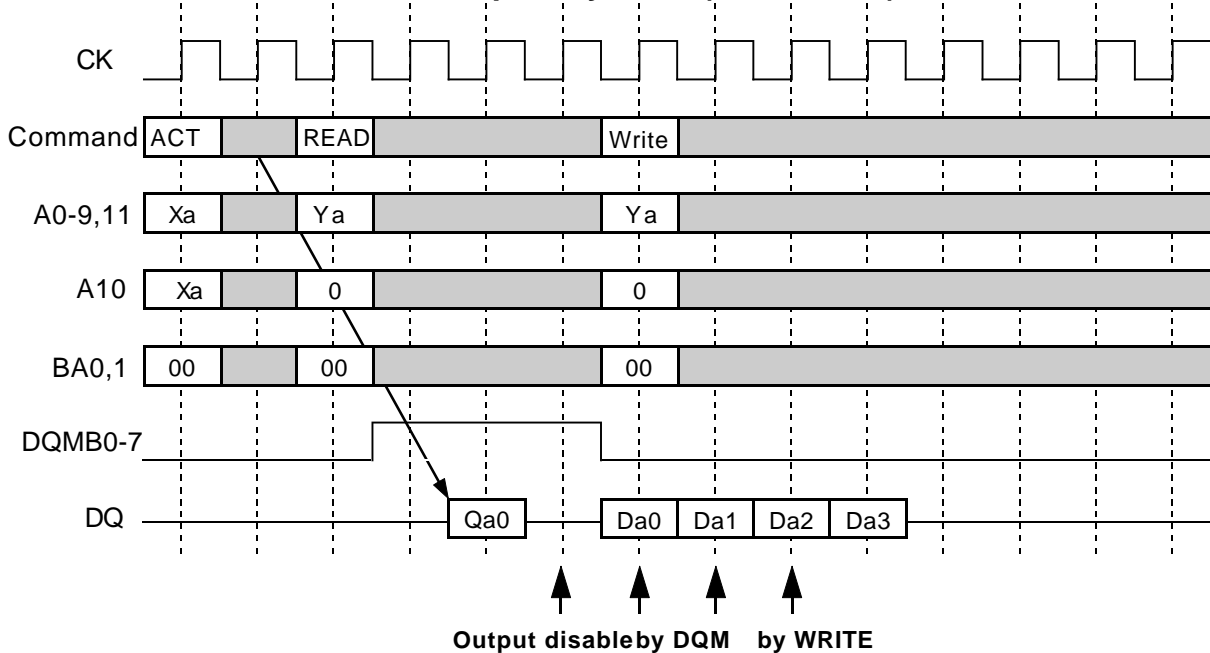 CK
Command ACT READ Write
A0-9,11 Xa Ya Ya
A10 Xa 0 0
BA0,1 00 00 00
DQMB0-7
DQ Qa0 Da0 Da1 Da2 Da3
Output disable by DQM by WRITE